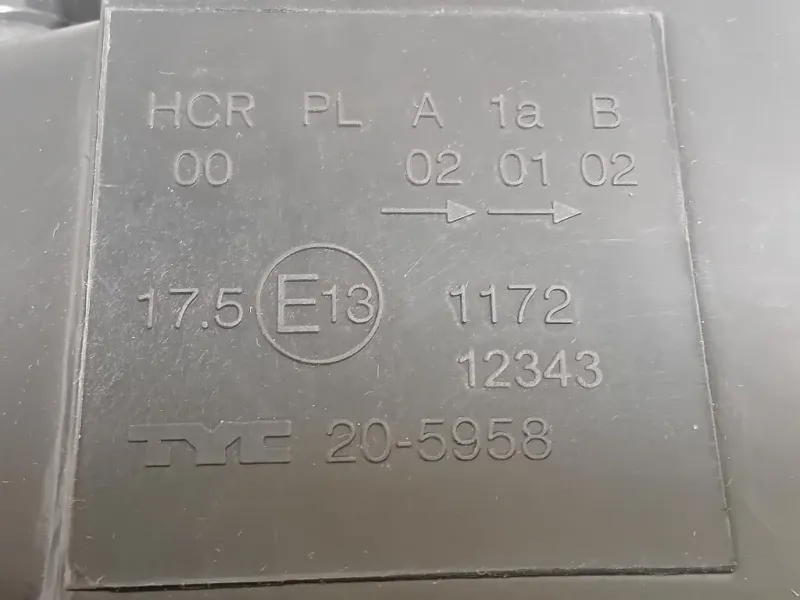 HCR PL A 1a B
00 02 01 02
17.5 E13 1172
12343
TYC 20-5958